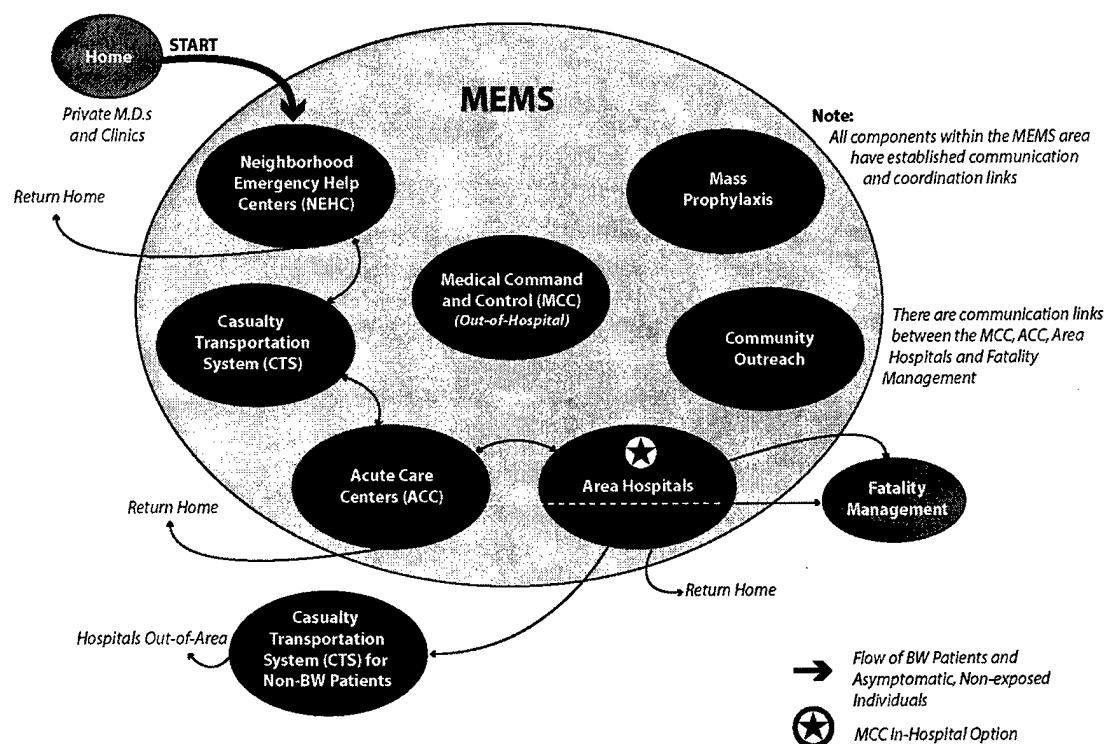 Home
START
Private M.D.s
and Clinics
MEMS
Note:
All components within the MEMS area
have established communication
and coordination links
Neighborhood
Emergency Help
Centers (NEHC)
Mass
Prophylaxis
Return Home
Medical Command
and Control (MCC)
(Out-of-Hospital)
Casualty
Transportation
System (CTS)
Community
Outreach
There are communication links
between the MCC, ACC, Area
Hospitals and Fatality
Management
Acute Care
Centers (ACC)
Area Hospitals
Fatality
Management
Return Home
Return Home
Hospitals Out-of-Area
Casualty
Transportation
System (CTS) for
Non-BW Patients
Flow of BW Patients and
Asymptomatic, Non-exposed
Individuals
MCC In-Hospital Option